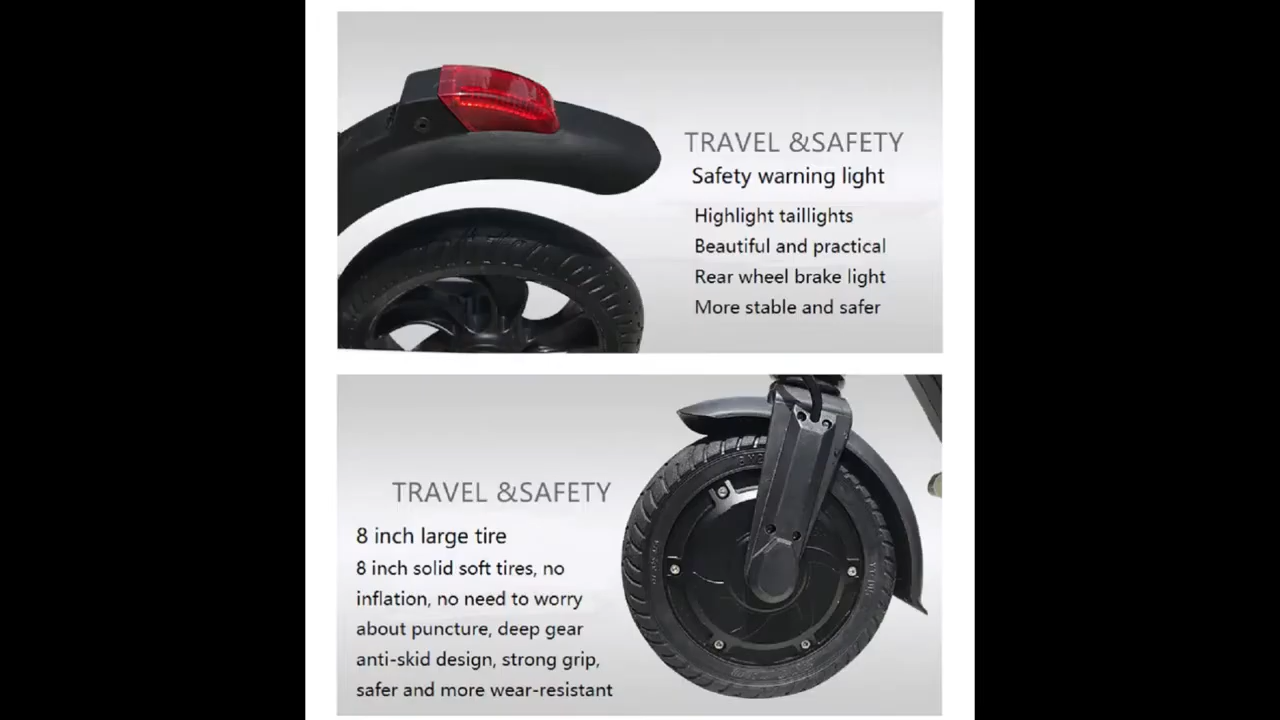 TRAVEL &SAFETY
Safety warning light
Highlight taillights
Beautiful and practical
Rear wheel brake light
More stable and safer
TRAVEL &SAFETY
8 inch large tire
8 inch solid soft tires, no
inflation, no need to worry
about puncture, deep gear
anti-skid design, strong grip,
safer and more wear-resistant